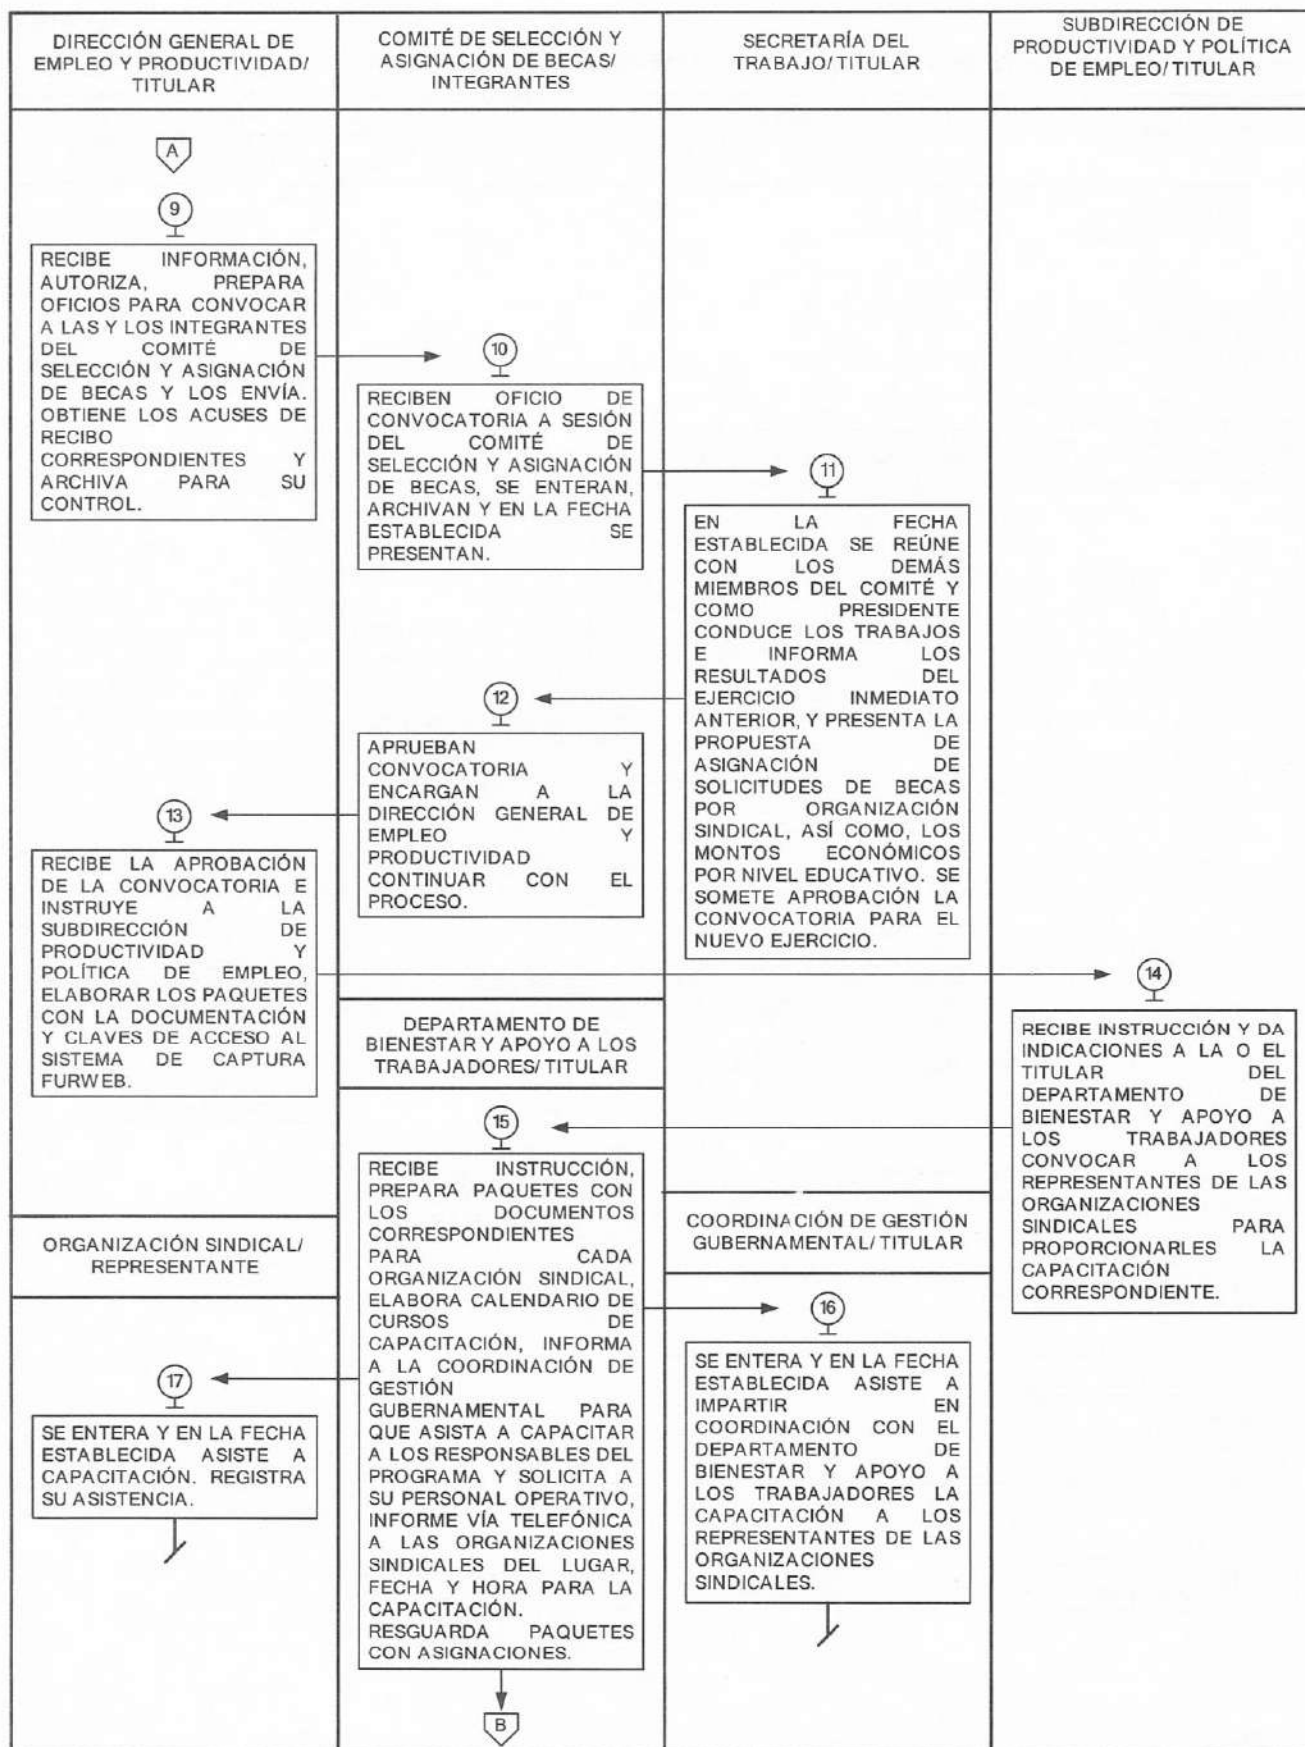 DIRECCIÓN GENERAL DE
EMPLEO Y PRODUCTIVIDAD/
TITULAR
COMITÉ DE SELECCIÓN Y
ASIGNACIÓN DE BECAS/
INTEGRANTES
SECRETARÍA DEL
TRABAJO/TITULAR
SUBDIRECCIÓN DE
PRODUCTIVIDAD Y POLÍTICA
DE EMPLEO/TITULAR
A
9
RECIBE INFORMACIÓN,
AUTORIZA, PREPARA
OFICIOS PARA CONVOCAR
A LAS Y LOS INTEGRANTES
DEL COMITÉ DE
SELECCIÓN Y ASIGNACIÓN
DE BECAS Y LOS ENVÍA.
OBTIENE LOS ACUSES DE
RECIBO
CORRESPONDIENTES Y
ARCHIVA PARA SU
CONTROL.
10
RECIBEN OFICIO DE
CONVOCATORIA A SESIÓN
DEL COMITÉ DE
SELECCIÓN Y ASIGNACIÓN
DE BECAS, SE ENTERAN,
ARCHIVAN Y EN LA FECHA
ESTABLECIDA SE
PRESENTAN.
11
EN LA FECHA
ESTABLECIDA SE REÚNE
CON LOS DEMÁS
MIEMBROS DEL COMITÉ Y
COMO PRESIDENTE
CONDUCE LOS TRABAJOS
E INFORMA LOS
RESULTADOS DEL
EJERCICIO INMEDIATO
ANTERIOR, Y PRESENTA LA
PROPUESTA DE
ASIGNACIÓN DE
SOLICITUDES DE BECAS
POR ORGANIZACIÓN
SINDICAL, ASÍ COMO, LOS
MONTOS ECONÓMICOS
POR NIVEL EDUCATIVO. SE
SOMETE APROBACIÓN LA
CONVOCATORIA PARA EL
NUEVO EJERCICIO.
12
APRUEBAN
CONVOCATORIA Y
ENCARGAN A LA
DIRECCIÓN GENERAL DE
EMPLEO Y
PRODUCTIVIDAD
CONTINUAR CON EL
PROCESO.
13
RECIBE LA APROBACIÓN
DE LA CONVOCATORIA E
INSTRUYE A LA
SUBDIRECCIÓN DE
PRODUCTIVIDAD Y
POLÍTICA DE EMPLEO,
ELABORAR LOS PAQUETES
CON LA DOCUMENTACIÓN
Y CLAVES DE ACCESO AL
SISTEMA DE CAPTURA
FURWEB.
14
RECIBE INSTRUCCIÓN Y DA
INDICACIONES A LA O EL
TITULAR DEL
DEPARTAMENTO DE
BIENESTAR Y APOYO A
LOS TRABAJADORES
CONVOCAR A LOS
REPRESENTANTES DE LAS
ORGANIZACIONES
SINDICALES PARA
PROPORCIONARLES LA
CAPACITACIÓN
CORRESPONDIENTE.
DEPARTAMENTO DE
BIENESTAR Y APOYO A LOS
TRABAJADORES/TITULAR
15
RECIBE INSTRUCCIÓN,
PREPARA PAQUETES CON
LOS DOCUMENTOS
CORRESPONDIENTES
PARA CADA
ORGANIZACIÓN SINDICAL,
ELABORA CALENDARIO DE
CURSOS DE
CAPACITACIÓN, INFORMA
A LA COORDINACIÓN DE
GESTIÓN
GUBERNAMENTAL PARA
QUE ASISTA A CAPACITAR
A LOS RESPONSABLES DEL
PROGRAMA Y SOLICITA A
SU PERSONAL OPERATIVO,
INFORME VÍA TELEFÓNICA
A LAS ORGANIZACIONES
SINDICALES DEL LUGAR,
FECHA Y HORA PARA LA
CAPACITACIÓN.
RESGUARDA PAQUETES
CON ASIGNACIONES.
B
COORDINACIÓN DE GESTIÓN
GUBERNAMENTAL/TITULAR
16
SE ENTERA Y EN LA FECHA
ESTABLECIDA ASISTE A
IMPARTIR EN
COORDINACIÓN CON EL
DEPARTAMENTO DE
BIENESTAR Y APOYO A
LOS TRABAJADORES LA
CAPACITACIÓN A LOS
REPRESENTANTES DE LAS
ORGANIZACIONES
SINDICALES.
ORGANIZACIÓN SINDICAL/
REPRESENTANTE
17
SE ENTERA Y EN LA FECHA
ESTABLECIDA ASISTE A
CAPACITACIÓN. REGISTRA
SU ASISTENCIA.